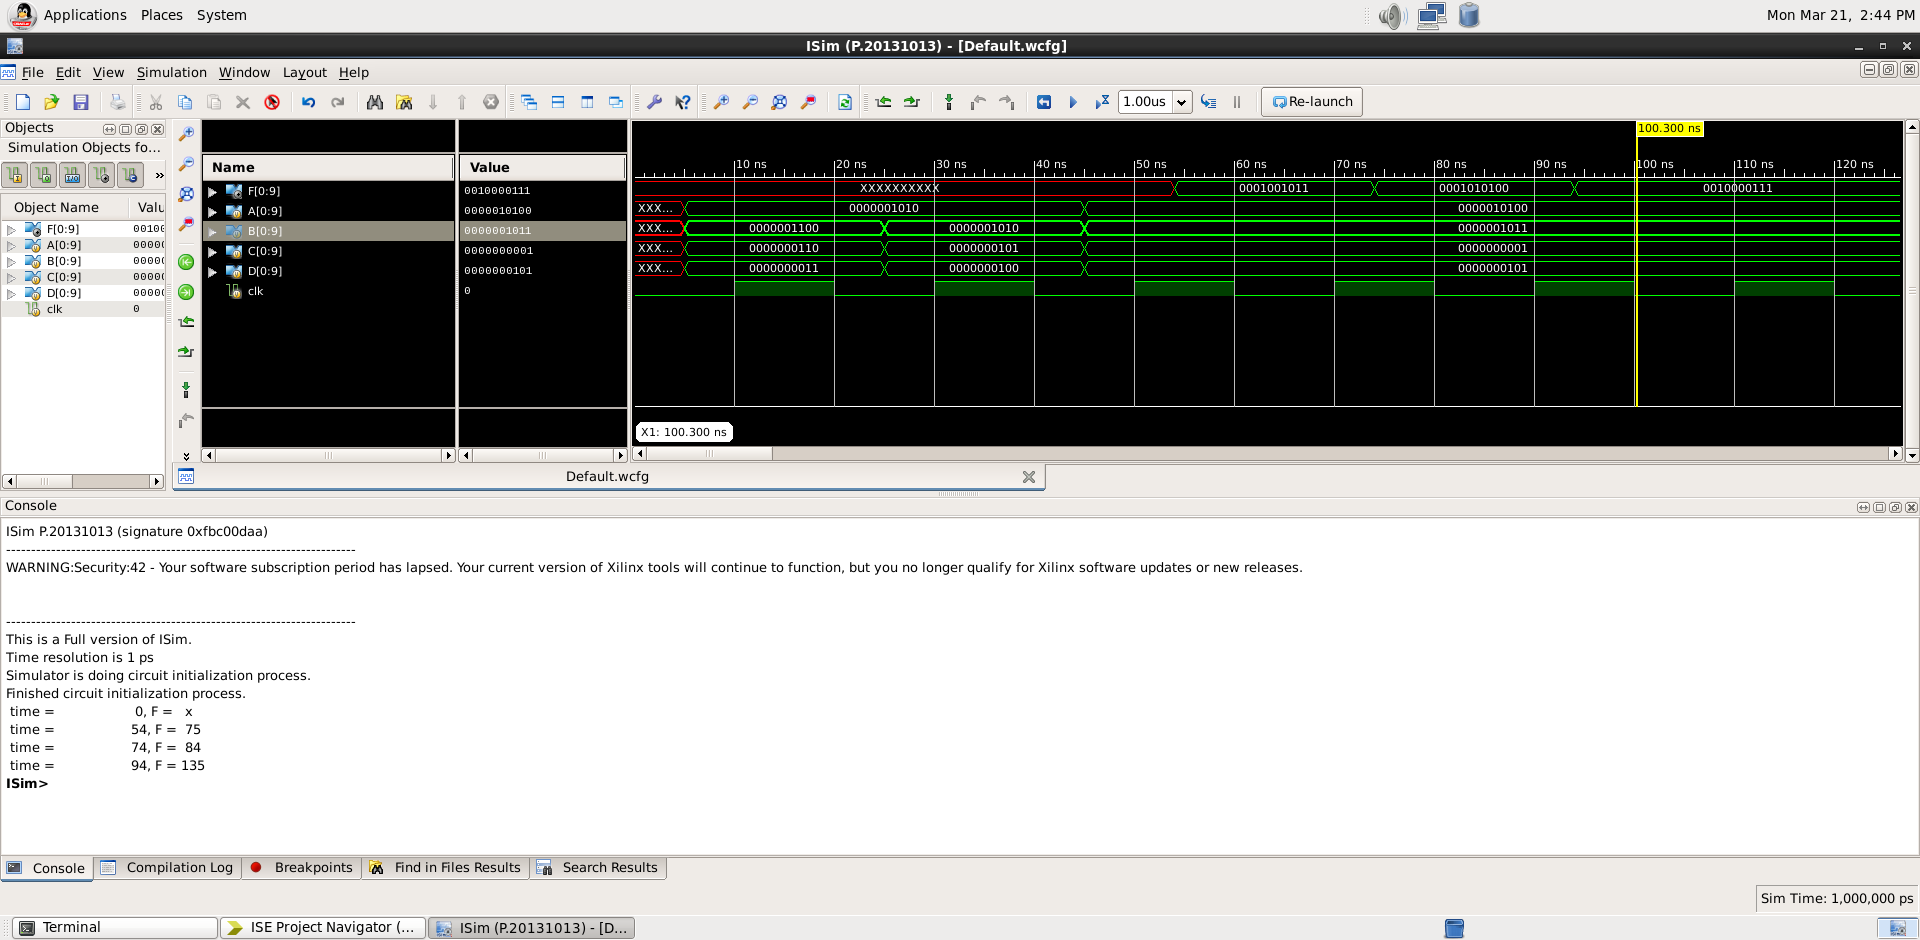 Applications Places System
Mon Mar 21, 2:44 PM
ISim (P.20131013) - [Default.wcfg]
File Edit View Simulation Window Layout Help
1.00us
Re-launch
Objects
Simulation Objects fo...
»
Object Name Valu
F[0:9] 00100
A[0:9] 00000
B[0:9] 00000
C[0:9] 00000
D[0:9] 00000
clk 0
Name Value
F[0:9] 0010000111
A[0:9] 0000010100
B[0:9] 0000001011
C[0:9] 0000000001
D[0:9] 0000000101
clk 0
100.300 ns
10 ns 20 ns 30 ns 40 ns 50 ns 60 ns 70 ns 80 ns 90 ns 100 ns 110 ns 120 ns
XXXXXXXXXX 0001001011 0001010100 0010000111
XXX... 0000001010 0000010100
XXX... 0000001100 0000001010 0000001011
XXX... 0000000110 0000000101 0000000001
XXX... 0000000011 0000000100 0000000101
X1: 100.300 ns
Default.wcfg
Console
ISim P.20131013 (signature 0xfbc00daa)
----------------------------------------------------------------------
WARNING:Security:42 - Your software subscription period has lapsed. Your current version of Xilinx tools will continue to function, but you no longer qualify for Xilinx software updates or new releases.
----------------------------------------------------------------------
This is a Full version of ISim.
Time resolution is 1 ps
Simulator is doing circuit initialization process.
Finished circuit initialization process.
time = 0, F = x
time = 54, F = 75
time = 74, F = 84
time = 94, F = 135
ISim>
Console Compilation Log Breakpoints Find in Files Results Search Results
Sim Time: 1,000,000 ps
Terminal ISE Project Navigator (... ISim (P.20131013) - [D...